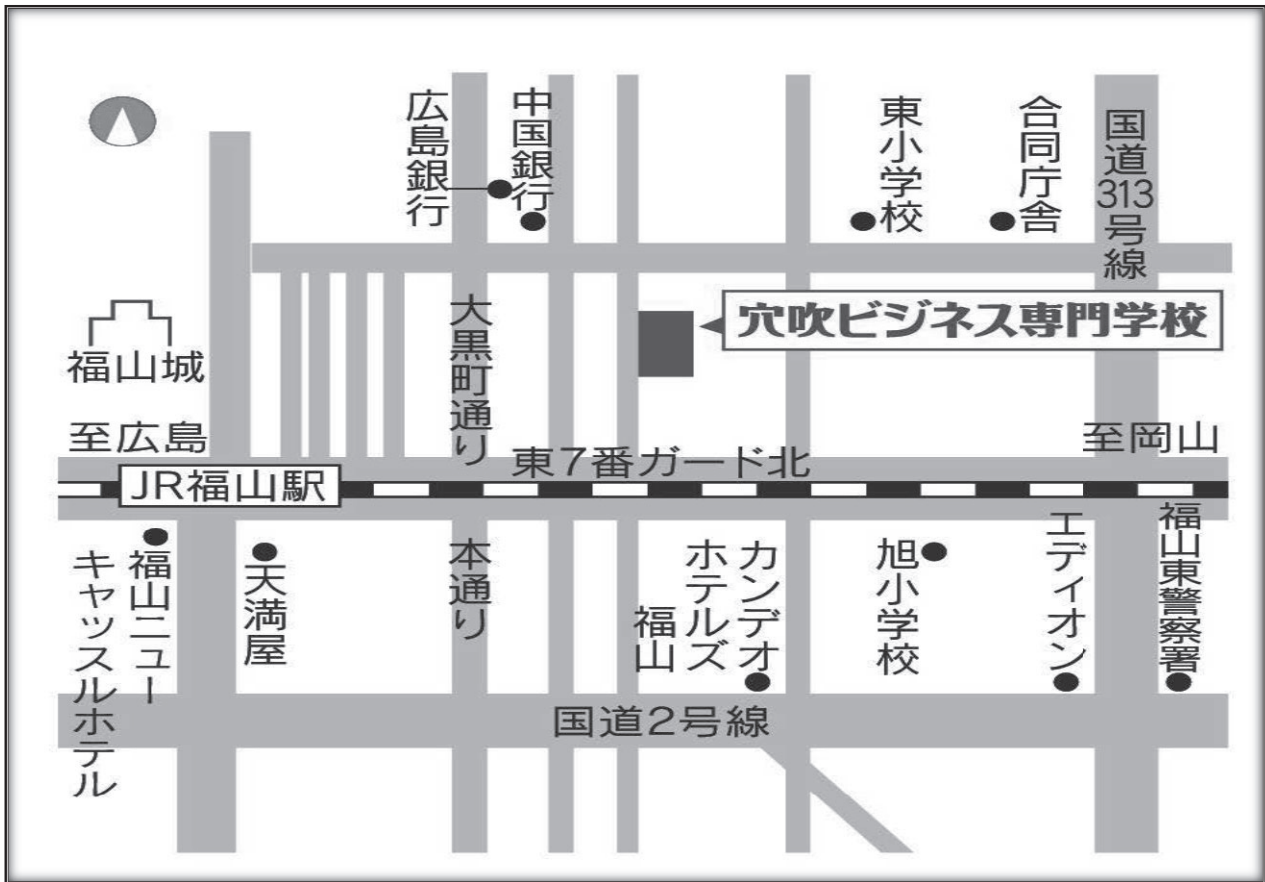 広島銀行
中国銀行
東小学校
合同庁舎
国道313号線
穴吹ビジネス専門学校
福山城
大黒町通り
至広島
至岡山
東7番ガード北
JR福山駅
福山ニュー
キャッスルホテル
天満屋
本通り
カンデオ
ホテルズ
福山
旭小学校
エディオン
福山東警察署
国道2号線